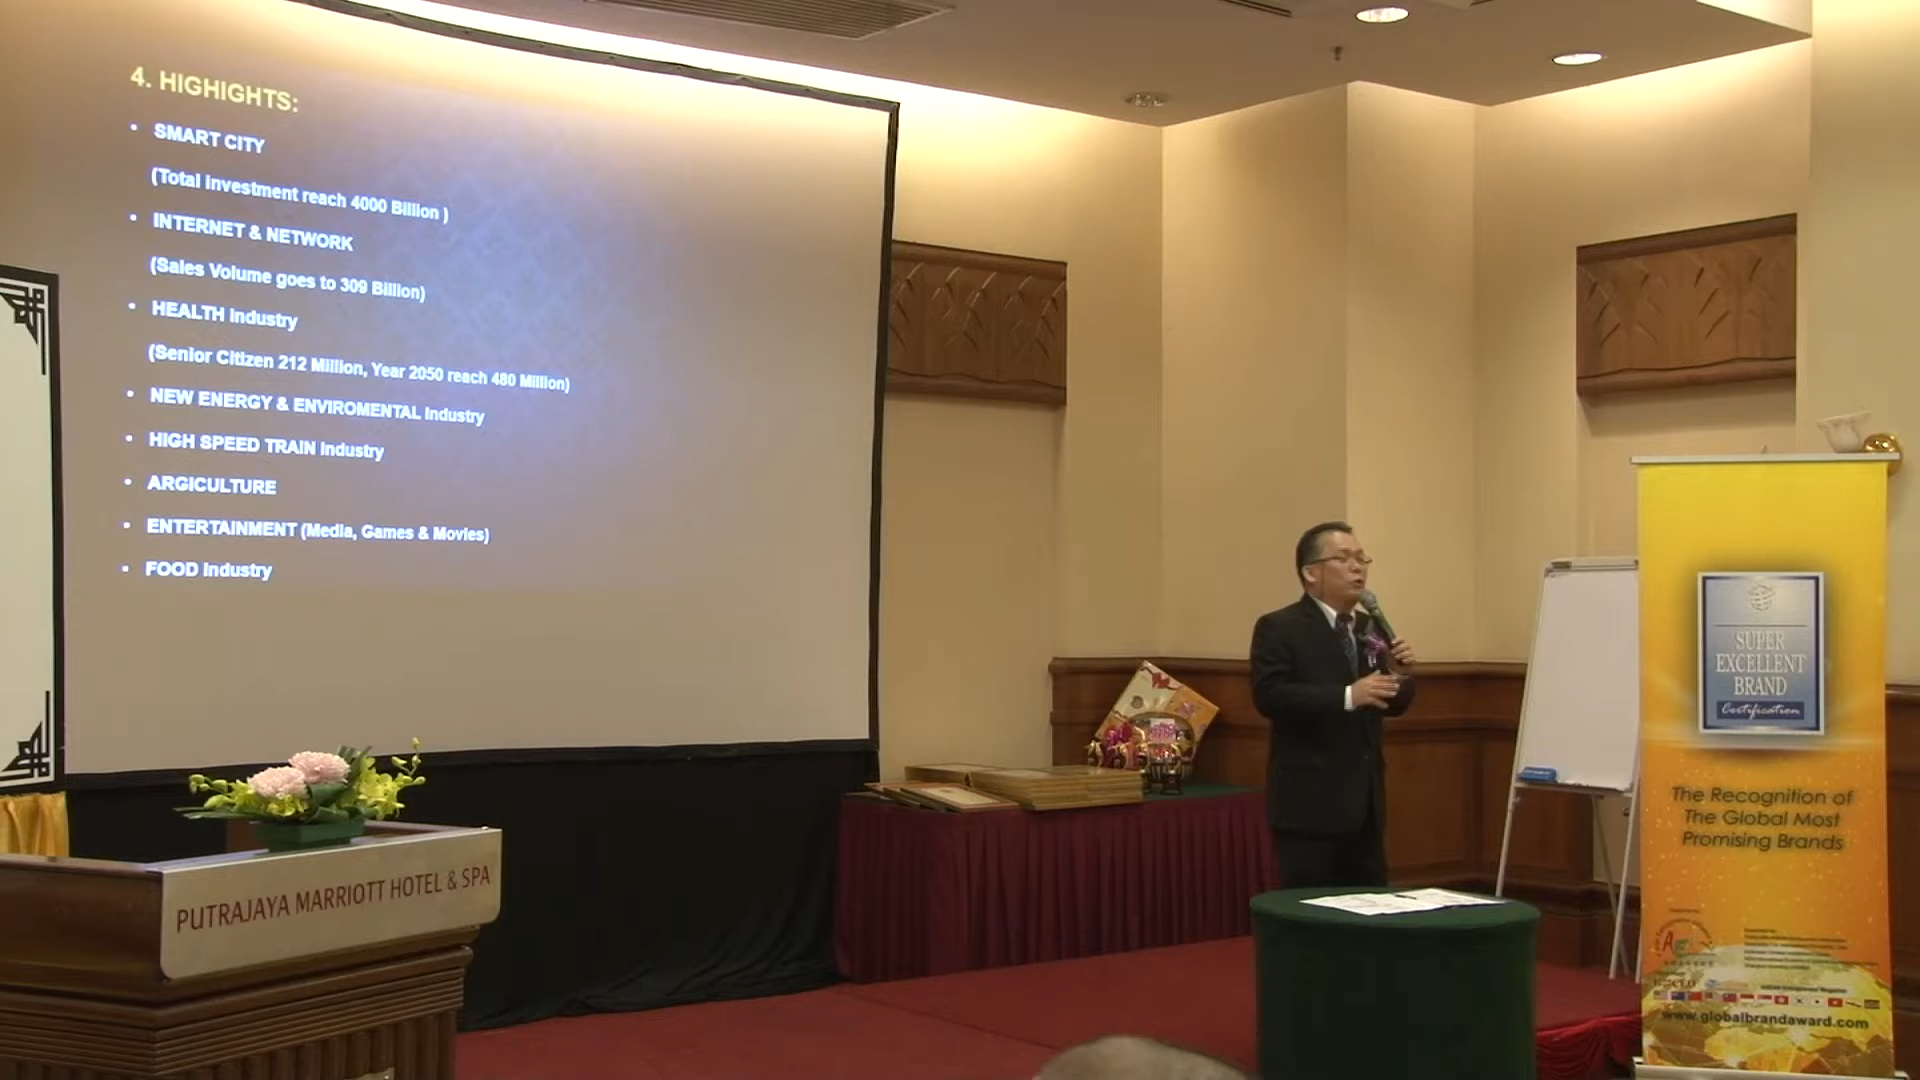 4. HIGHIGHTS:
• SMART CITY
(Total Investment reach 4000 Billion )
• INTERNET & NETWORK
(Sales Volume goes to 309 Billion)
• HEALTH Industry
(Senior Citizen 212 Million, Year 2050 reach 480 Million)
• NEW ENERGY & ENVIROMENTAL Industry
• HIGH SPEED TRAIN Industry
• ARGICULTURE
• ENTERTAINMENT (Media, Games & Movies)
• FOOD Industry
PUTRAJAYA MARRIOTT HOTEL & SPA
SUPER
EXCELLENT
BRAND
Certification
The Recognition of
The Global Most
Promising Brands
www.globalbrandaward.com